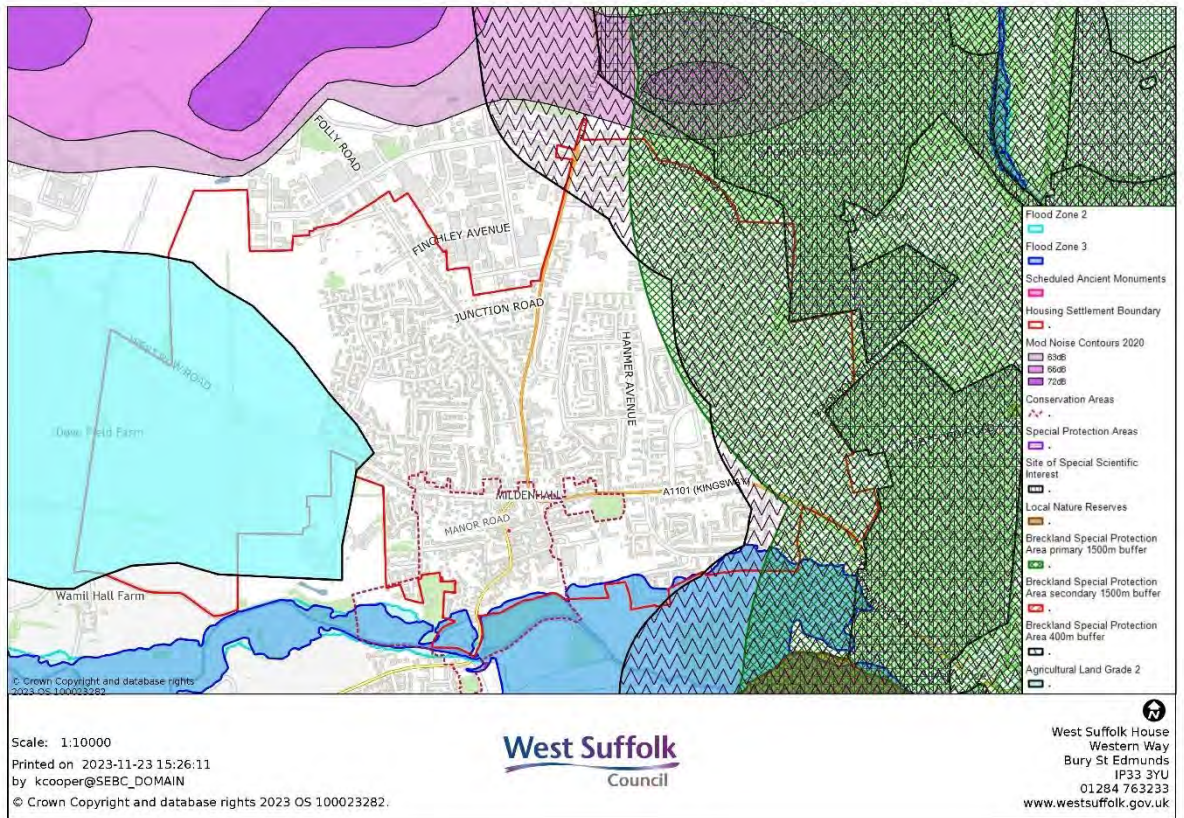 FOLLY ROAD
FINCHLEY AVENUE
JUNCTION ROAD
HANMER AVENUE
WEST ROW ROAD
MILDENHALL
A1101 (KINGSWAY)
MANOR ROAD
Wamil Hall Farm
© Crown Copyright and database rights
2023 OS 100023282
Flood Zone 2
Flood Zone 3
Scheduled Ancient Monuments
Housing Settlement Boundary
Mod Noise Contours 2020
63dB
66dB
72dB
Conservation Areas
Special Protection Areas
Site of Special Scientific
Interest
Local Nature Reserves
Breckland Special Protection
Area primary 1500m buffer
Breckland Special Protection
Area secondary 1500m buffer
Breckland Special Protection
Area 400m buffer
Agricultural Land Grade 2
Scale: 1:10000
Printed on 2023-11-23 15:26:11
by kcooper@SEBC_DOMAIN
© Crown Copyright and database rights 2023 OS 100023282.
West Suffolk
Council
N
West Suffolk House
Western Way
Bury St Edmunds
IP33 3YU
01284 763233
www.westsuffolk.gov.uk